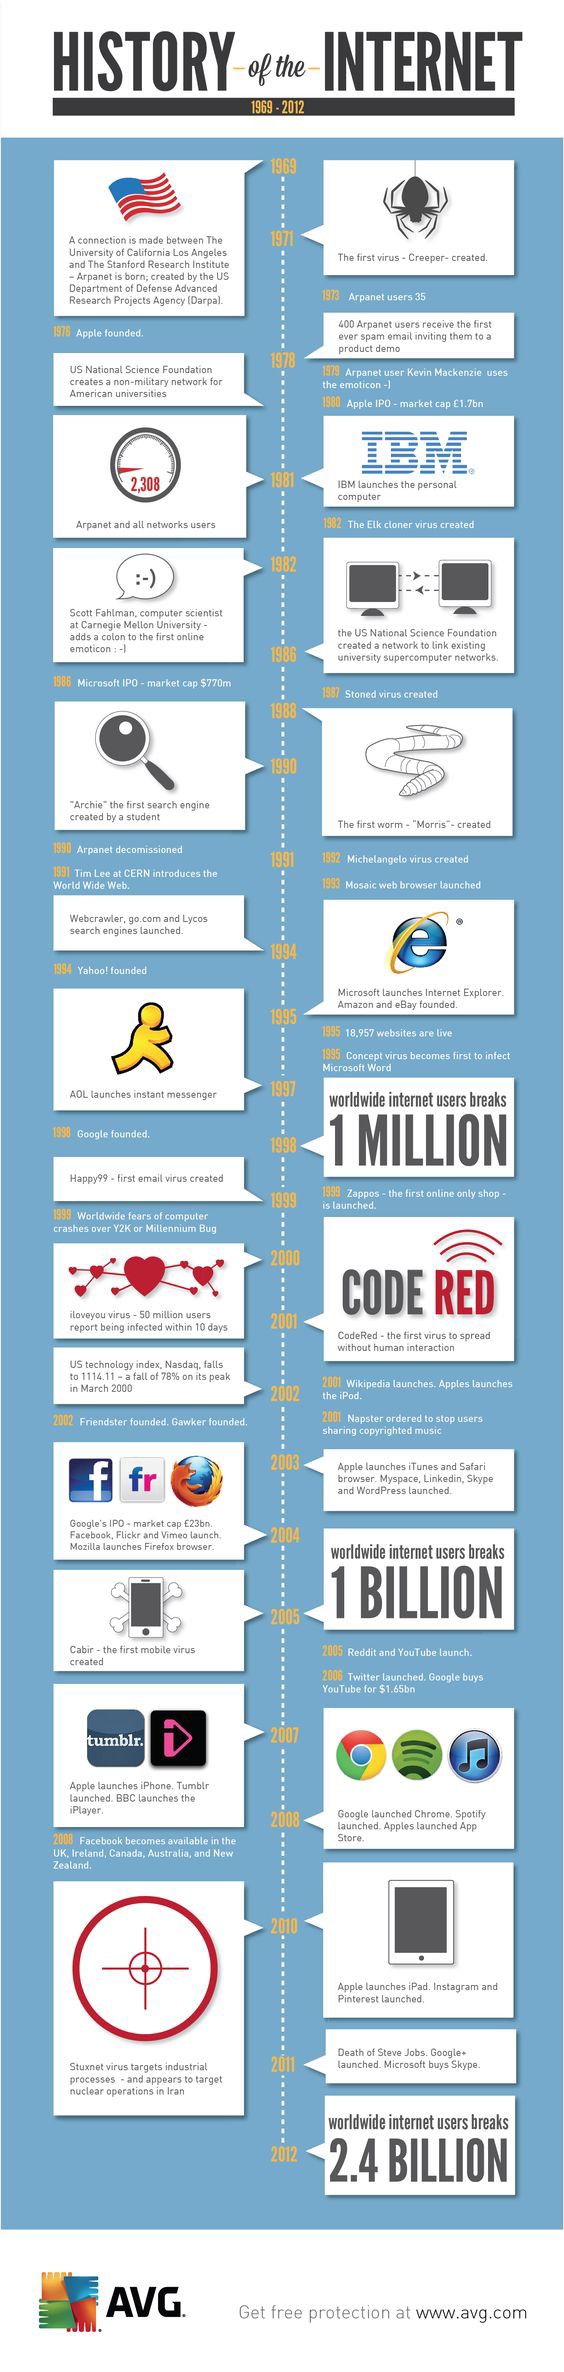 HISTORY of the INTERNET
1969 - 2012
1969
A connection is made between The
University of California Los Angeles
and The Stanford Research Institute
– Arpanet is born; created by the US
Department of Defense Advanced
Research Projects Agency (Darpa).
1971
The first virus - Creeper- created.
1973 Arpanet users 35
1976 Apple founded.
400 Arpanet users receive the first
ever spam email inviting them to a
product demo
1978
US National Science Foundation
creates a non-military network for
American universities
1979 Arpanet user Kevin Mackenzie uses
the emoticon -)
1980 Apple IPO - market cap £1.7bn
2,308
Arpanet and all networks users
1981
IBM
IBM launches the personal
computer
1982 The Elk cloner virus created
1982
:-)
Scott Fahlman, computer scientist
at Carnegie Mellon University -
adds a colon to the first online
emoticon : -)
the US National Science Foundation
created a network to link existing
university supercomputer networks.
1986
1986 Microsoft IPO - market cap $770m
1987 Stoned virus created
1988
The first worm - "Morris"- created
1990
"Archie" the first search engine
created by a student
1990 Arpanet decomissioned
1991
1991 Tim Lee at CERN introduces the
World Wide Web.
1992 Michelangelo virus created
1993 Mosaic web browser launched
Webcrawler, go.com and Lycos
search engines launched.
1994
1994 Yahoo! founded
Microsoft launches Internet Explorer.
Amazon and eBay founded.
1995
1995 18,957 websites are live
1995 Concept virus becomes first to infect
Microsoft Word
AOL launches instant messenger
1997
1998 Google founded.
worldwide internet users breaks
1 MILLION
1998
Happy99 - first email virus created
1999
1999 Zappos - the first online only shop -
is launched.
1999 Worldwide fears of computer
crashes over Y2K or Millennium Bug
2000
iloveyou virus - 50 million users
report being infected within 10 days
CODE RED
CodeRed - the first virus to spread
without human interaction
2001
US technology index, Nasdaq, falls
to 1114.11 – a fall of 78% on its peak
in March 2000
2001 Wikipedia launches. Apples launches
the iPod.
2002
2001 Napster ordered to stop users
sharing copyrighted music
2002 Friendster founded. Gawker founded.
2003
Apple launches iTunes and Safari
browser. Myspace, Linkedin, Skype
and WordPress launched.
f
fr
Google's IPO - market cap £23bn.
Facebook, Flickr and Vimeo launch.
Mozilla launches Firefox browser.
2004
worldwide internet users breaks
1 BILLION
2005
Cabir - the first mobile virus
created
2005 Reddit and YouTube launch.
2006 Twitter launched. Google buys
YouTube for $1.65bn
tumblr.
Apple launches iPhone. Tumblr
launched. BBC launches the
iPlayer.
2007
Google launched Chrome. Spotify
launched. Apples launched App
Store.
2008
2008 Facebook becomes available in the
UK, Ireland, Canada, Australia, and New
Zealand.
2010
Apple launches iPad. Instagram and
Pinterest launched.
Stuxnet virus targets industrial
processes - and appears to target
nuclear operations in Iran
2011
Death of Steve Jobs. Google+
launched. Microsoft buys Skype.
worldwide internet users breaks
2.4 BILLION
2012
AVG.
Get free protection at www.avg.com